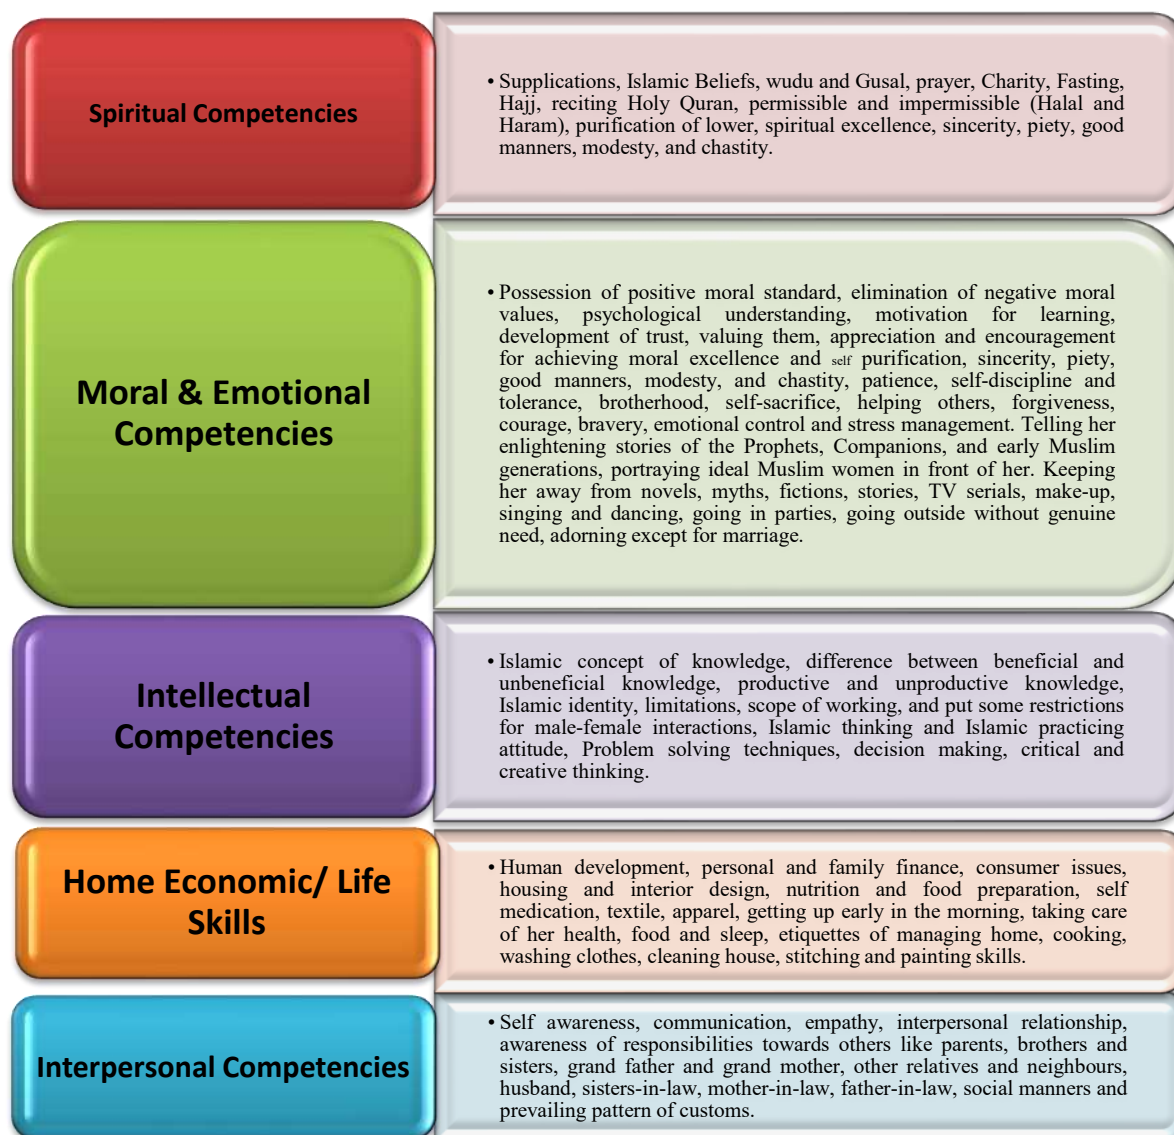 Spiritual Competencies
• Supplications, Islamic Beliefs, wudu and Gusal, prayer, Charity, Fasting,
Hajj, reciting Holy Quran, permissible and impermissible (Halal and
Haram), purification of lower, spiritual excellence, sincerity, piety, good
manners, modesty, and chastity.
Moral & Emotional
Competencies
• Possession of positive moral standard, elimination of negative moral
values, psychological understanding, motivation for learning,
development of trust, valuing them, appreciation and encouragement
for achieving moral excellence and self purification, sincerity, piety,
good manners, modesty, and chastity, patience, self-discipline and
tolerance, brotherhood, self-sacrifice, helping others, forgiveness,
courage, bravery, emotional control and stress management. Telling her
enlightening stories of the Prophets, Companions, and early Muslim
generations, portraying ideal Muslim women in front of her. Keeping
her away from novels, myths, fictions, stories, TV serials, make-up,
singing and dancing, going in parties, going outside without genuine
need, adorning except for marriage.
Intellectual
Competencies
• Islamic concept of knowledge, difference between beneficial and
unbeneficial knowledge, productive and unproductive knowledge,
Islamic identity, limitations, scope of working, and put some restrictions
for male-female interactions, Islamic thinking and Islamic practicing
attitude, Problem solving techniques, decision making, critical and
creative thinking.
Home Economic/ Life
Skills
• Human development, personal and family finance, consumer issues,
housing and interior design, nutrition and food preparation, self
medication, textile, apparel, getting up early in the morning, taking care
of her health, food and sleep, etiquettes of managing home, cooking,
washing clothes, cleaning house, stitching and painting skills.
Interpersonal Competencies
• Self awareness, communication, empathy, interpersonal relationship,
awareness of responsibilities towards others like parents, brothers and
sisters, grand father and grand mother, other relatives and neighbours,
husband, sisters-in-law, mother-in-law, father-in-law, social manners and
prevailing pattern of customs.